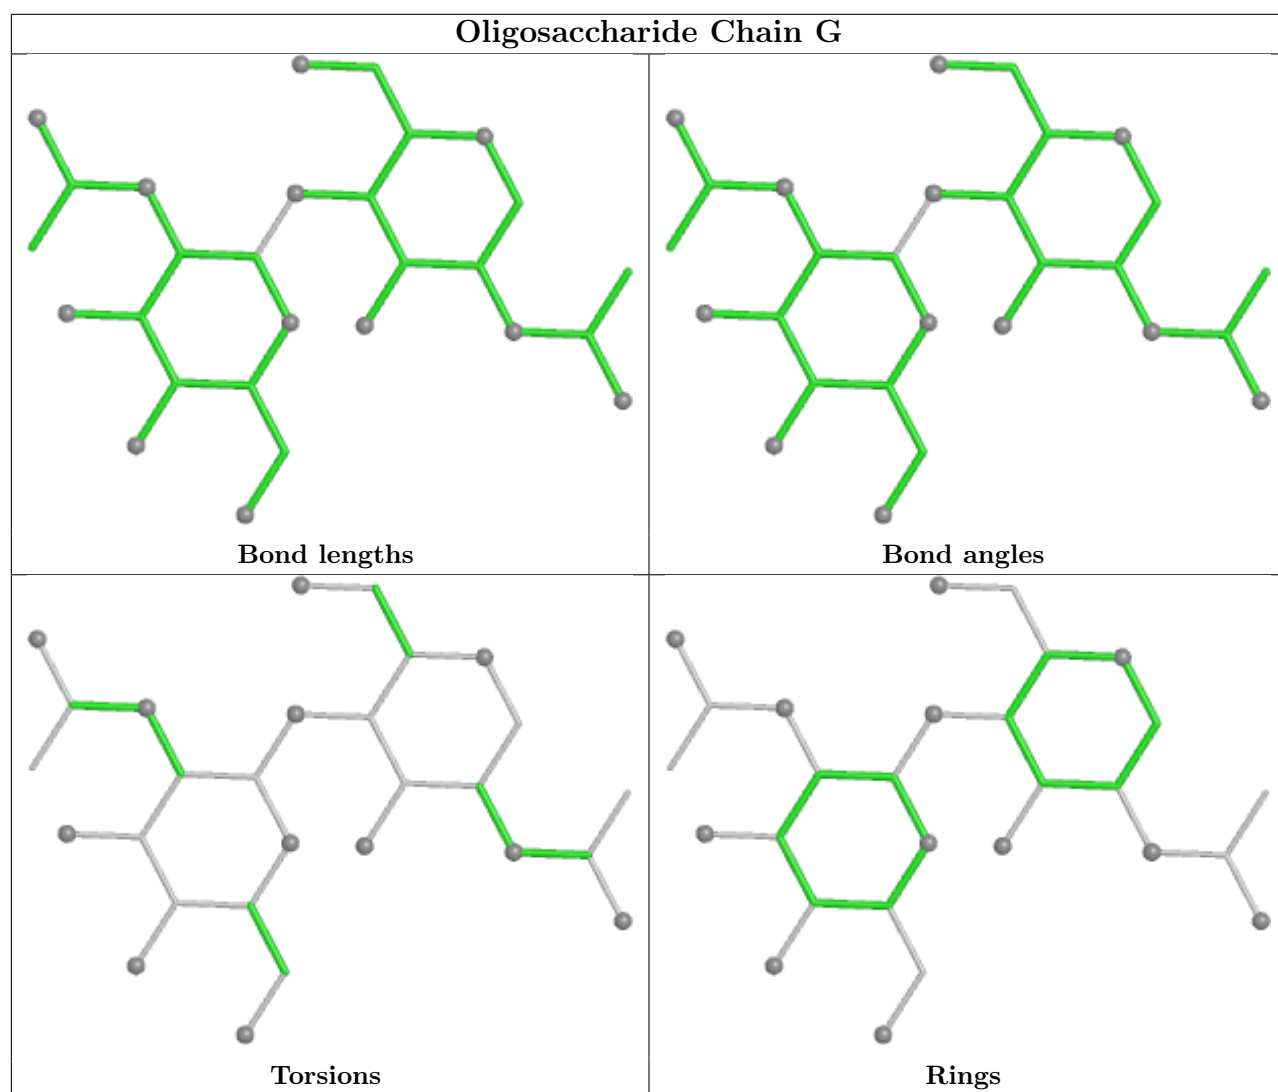 Oligosaccharide Chain G
Bond lengths
Bond angles
Torsions
Rings